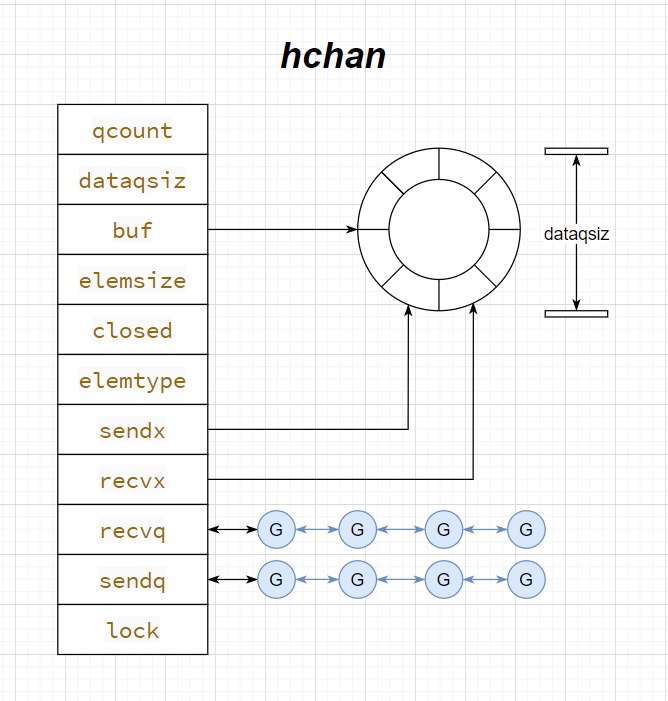 hchan
qcount
dataqsiz
buf
dataqsiz
elemsize
closed
elemtype
sendx
recvx
recvq G G G G
sendq G G G G
lock